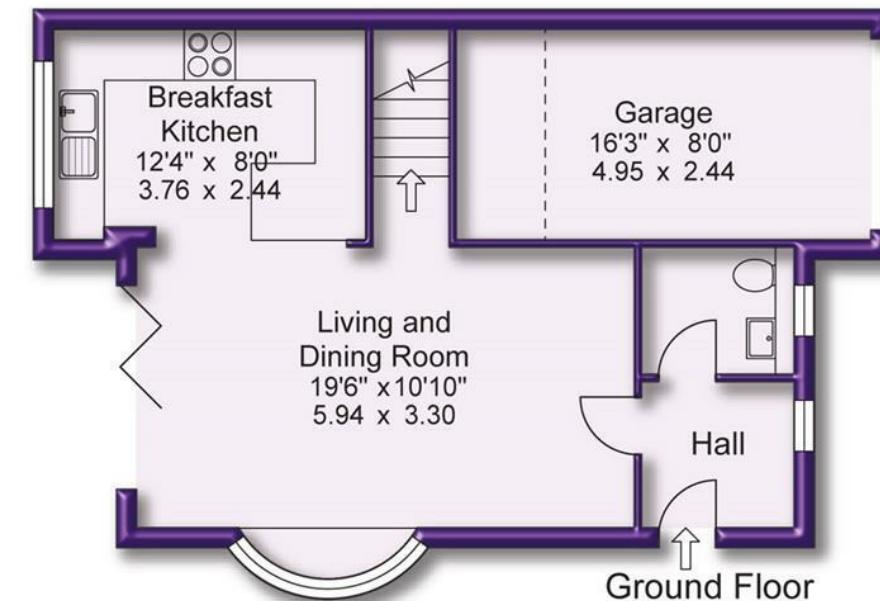 Breakfast
Kitchen
12'4" x 8'0"
3.76 x 2.44
Garage
16'3" x 8'0"
4.95 x 2.44
Living and
Dining Room
19'6" x10'10"
5.94 x 3.30
Hall
Ground Floor